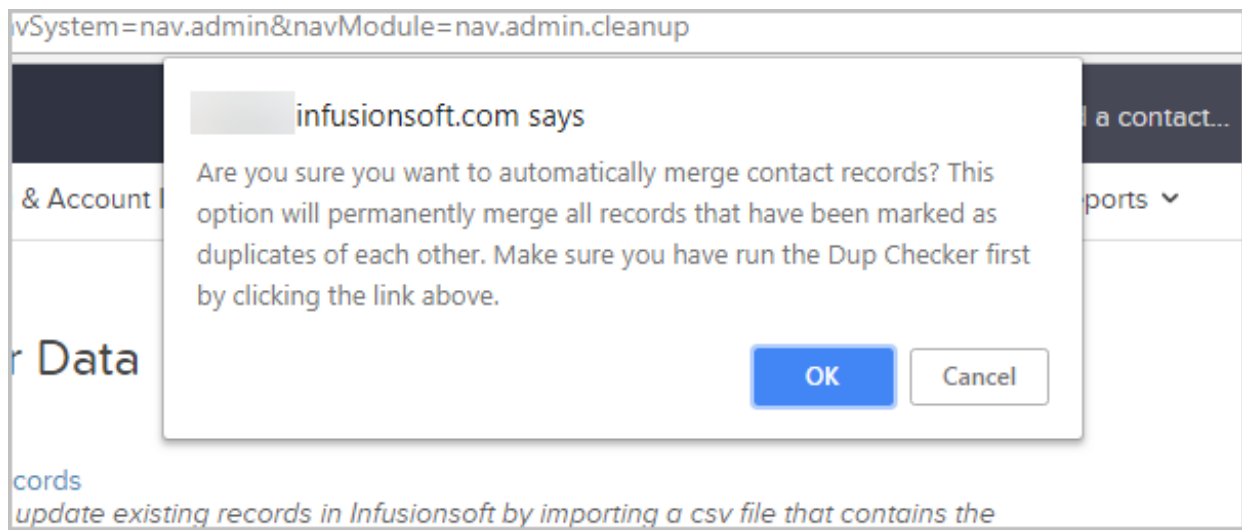 vSystem=nav.admin&navModule=nav.admin.cleanup
infusionsoft.com says
a contact...
Are you sure you want to automatically merge contact records? This
& Account
option will permanently merge all records that have been marked as
ports
duplicates of each other. Make sure you have run the Dup Checker first
by clicking the link above.
r Data
OK
Cancel
cords
update existing records in Infusionsoft by importing a csv file that contains the